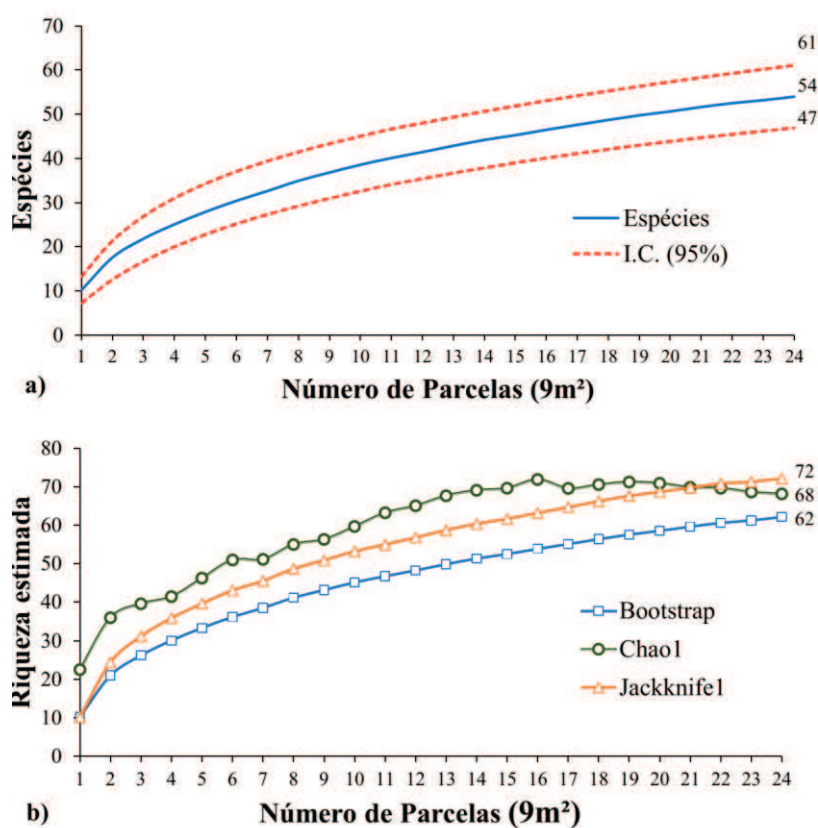 70
60
50
40
30
20
10
0
Espécies
61
54
47
Espécies
I.C. (95%)
1 2 3 4 5 6 7 8 9 10 11 12 13 14 15 16 17 18 19 20 21 22 23 24
a)
Número de Parcelas (9m²)
80
70
60
50
40
30
20
10
0
Riqueza estimada
72
68
62
Bootstrap
Chao1
Jackknife1
1 2 3 4 5 6 7 8 9 10 11 12 13 14 15 16 17 18 19 20 21 22 23 24
b)
Número de Parcelas (9m²)